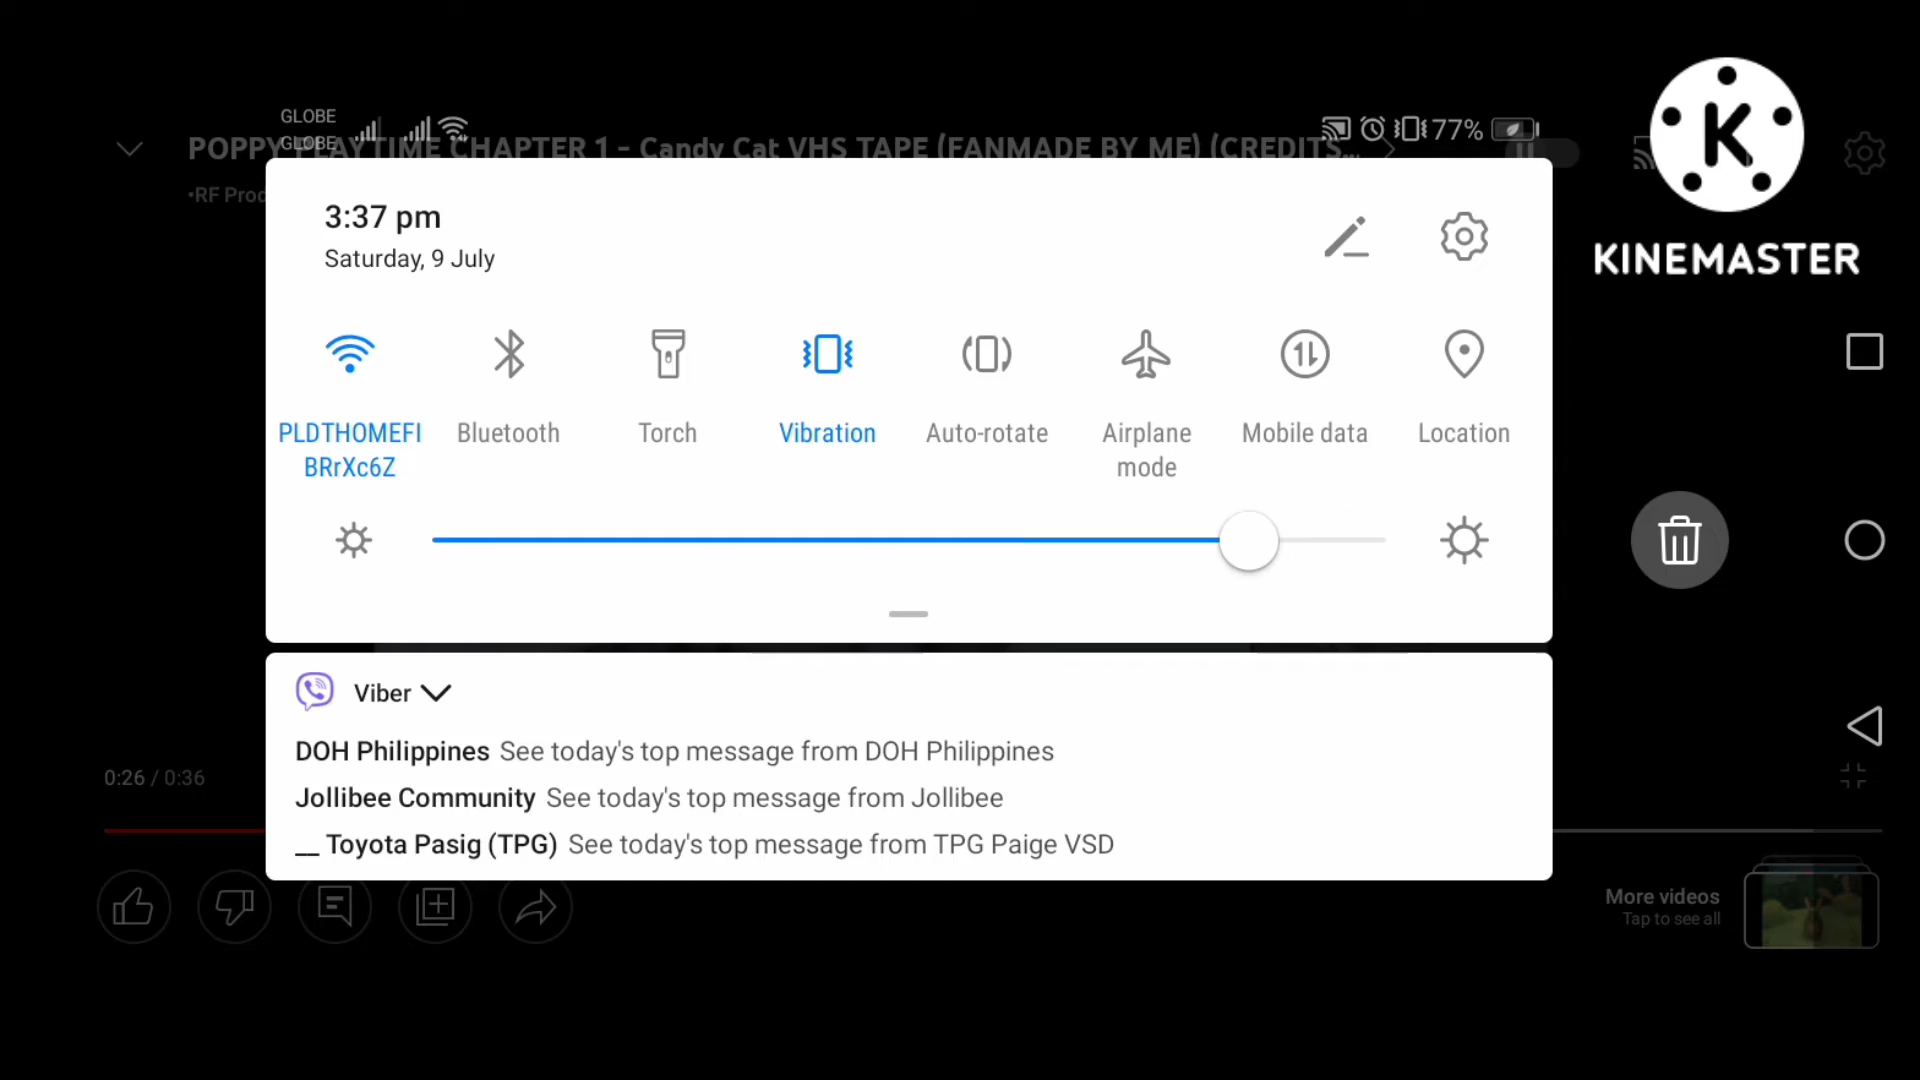 GLOBE
GLOBE
77%
POPPY PLAYTIME CHAPTER 1 - Candy Cat VHS TAPE (FANMADE BY ME) (CREDITS...
•RF Prod
KINEMASTER
3:37 pm
Saturday, 9 July
PLDTHOMEFI
BRrXc6Z
Bluetooth
Torch
Vibration
Auto-rotate
Airplane
mode
Mobile data
Location
Viber
DOH Philippines See today's top message from DOH Philippines
Jollibee Community See today's top message from Jollibee
__ Toyota Pasig (TPG) See today's top message from TPG Paige VSD
0:26 / 0:36
More videos
Tap to see all